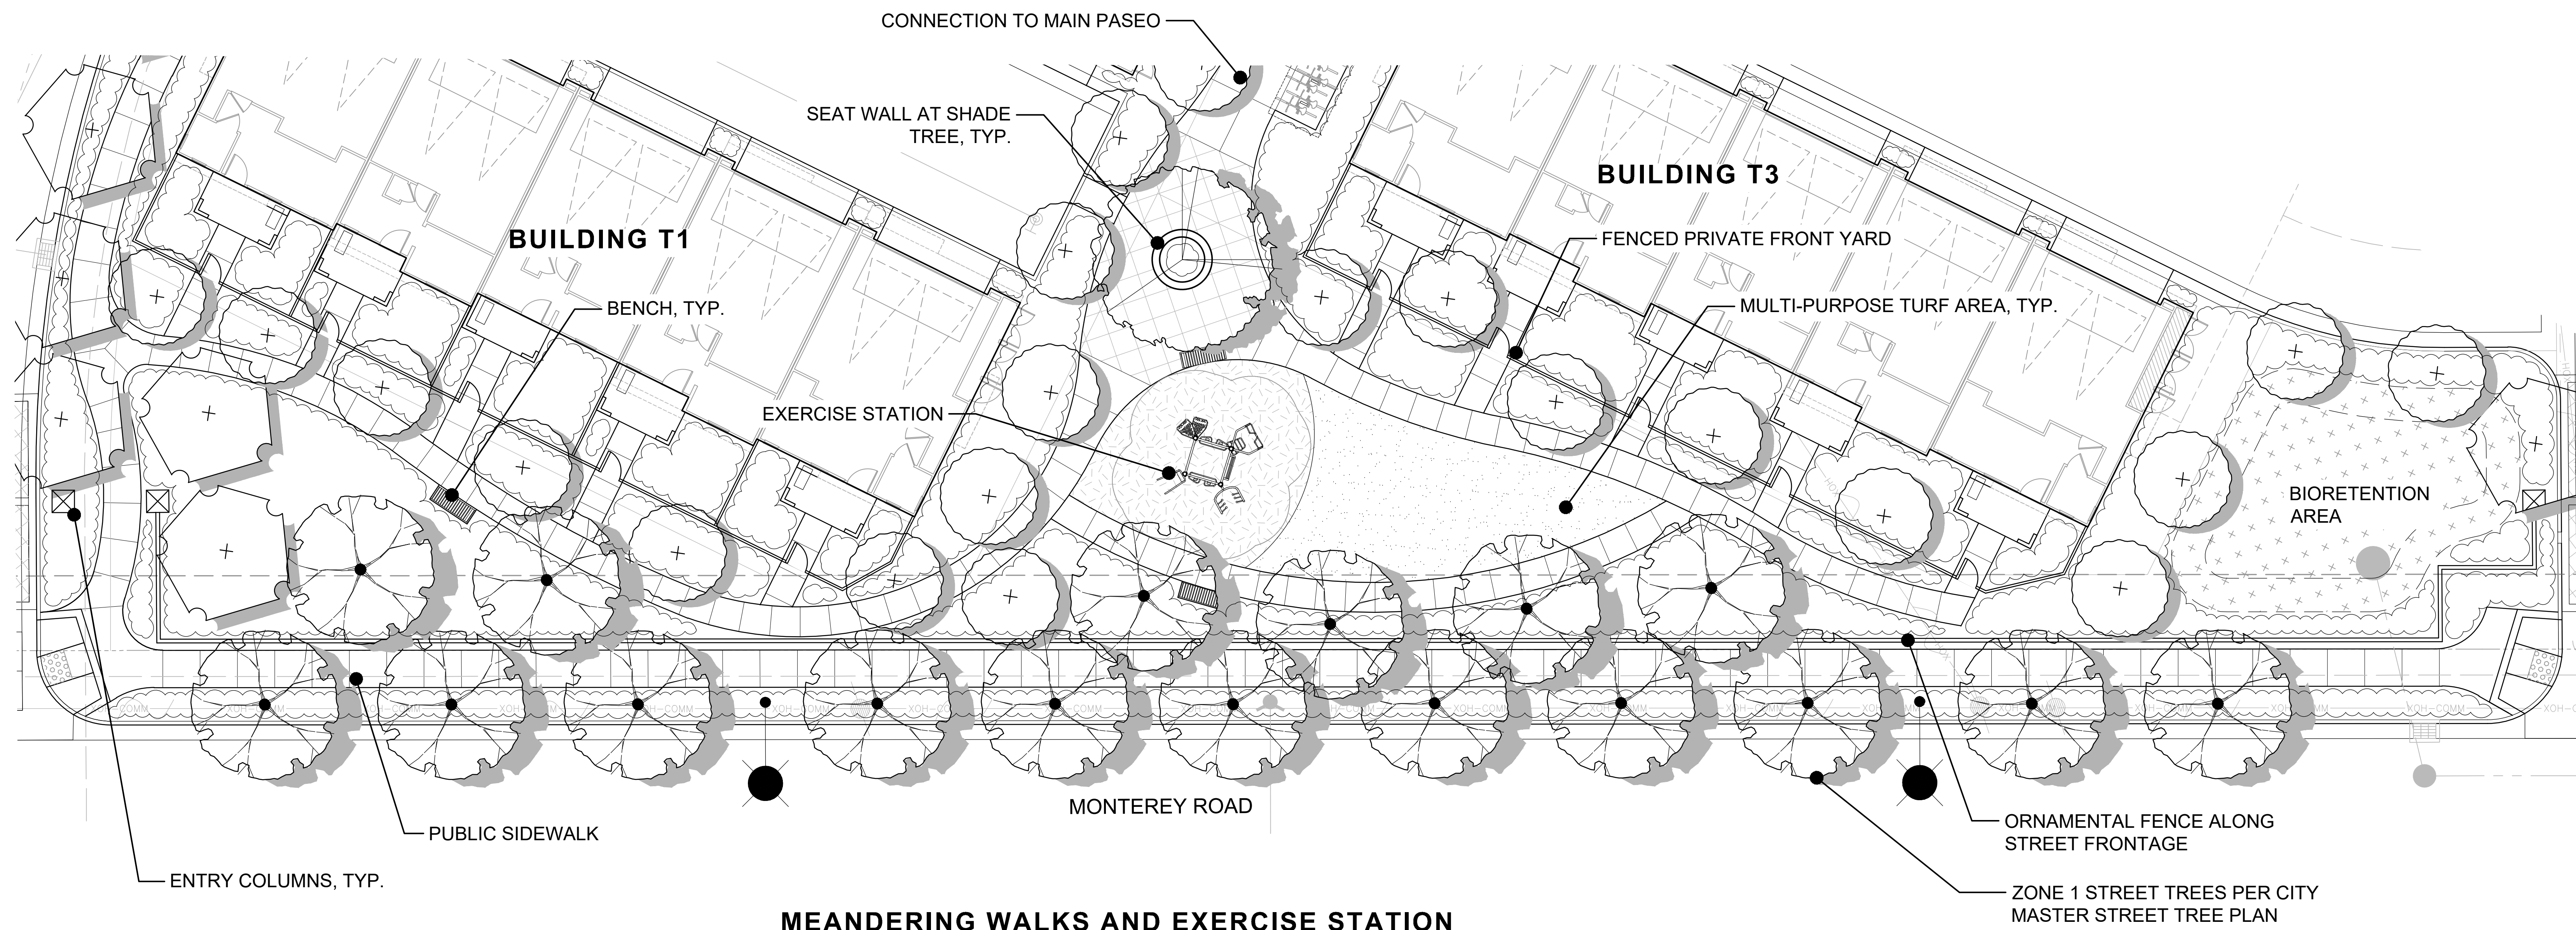 CONNECTION TO MAIN PASEO
SEAT WALL AT SHADE
TREE, TYP.
BUILDING T3
BUILDING T1
FENCED PRIVATE FRONT YARD
BENCH, TYP.
MULTI-PURPOSE TURF AREA, TYP.
EXERCISE STATION
BIORETENTION
AREA
XOH-COMM
MONTEREY ROAD
PUBLIC SIDEWALK
ORNAMENTAL FENCE ALONG
STREET FRONTAGE
ENTRY COLUMNS, TYP.
ZONE 1 STREET TREES PER CITY
MASTER STREET TREE PLAN
MEANDERING WALKS AND EXERCISE STATION